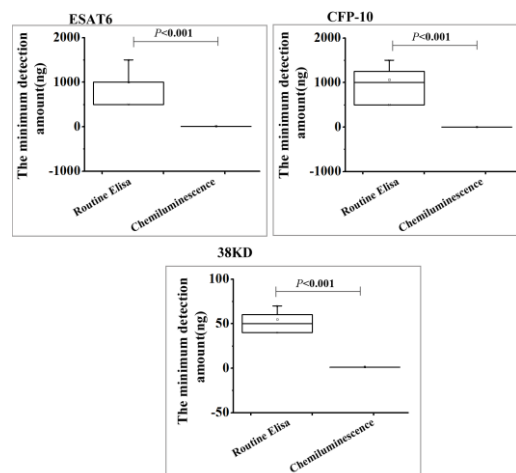 ESAT6
P<0.001
The minimum detection
amount(ng)
1000
0
-1000
Routine Elisa
Chemiluminescence
CFP-10
P<0.001
The minimum detection
amount(ng)
1000
0
-1000
Routine Elisa
Chemiluminescence
38KD
P<0.001
The minimum detection
amount(ng)
100
50
0
-50
Routine Elisa
Chemiluminescence